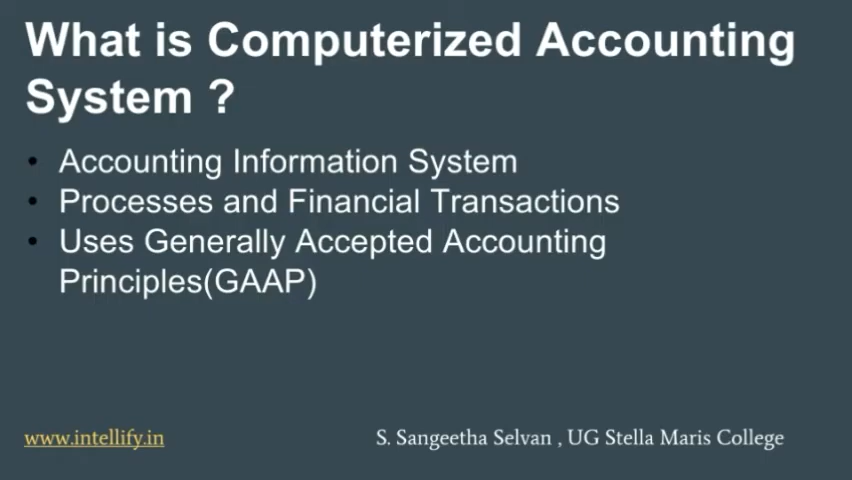 What is Computerized Accounting
System ?
• Accounting Information System
• Processes and Financial Transactions
• Uses Generally Accepted Accounting
Principles(GAAP)
www.intellify.in
S. Sangeetha Selvan , UG Stella Maris College